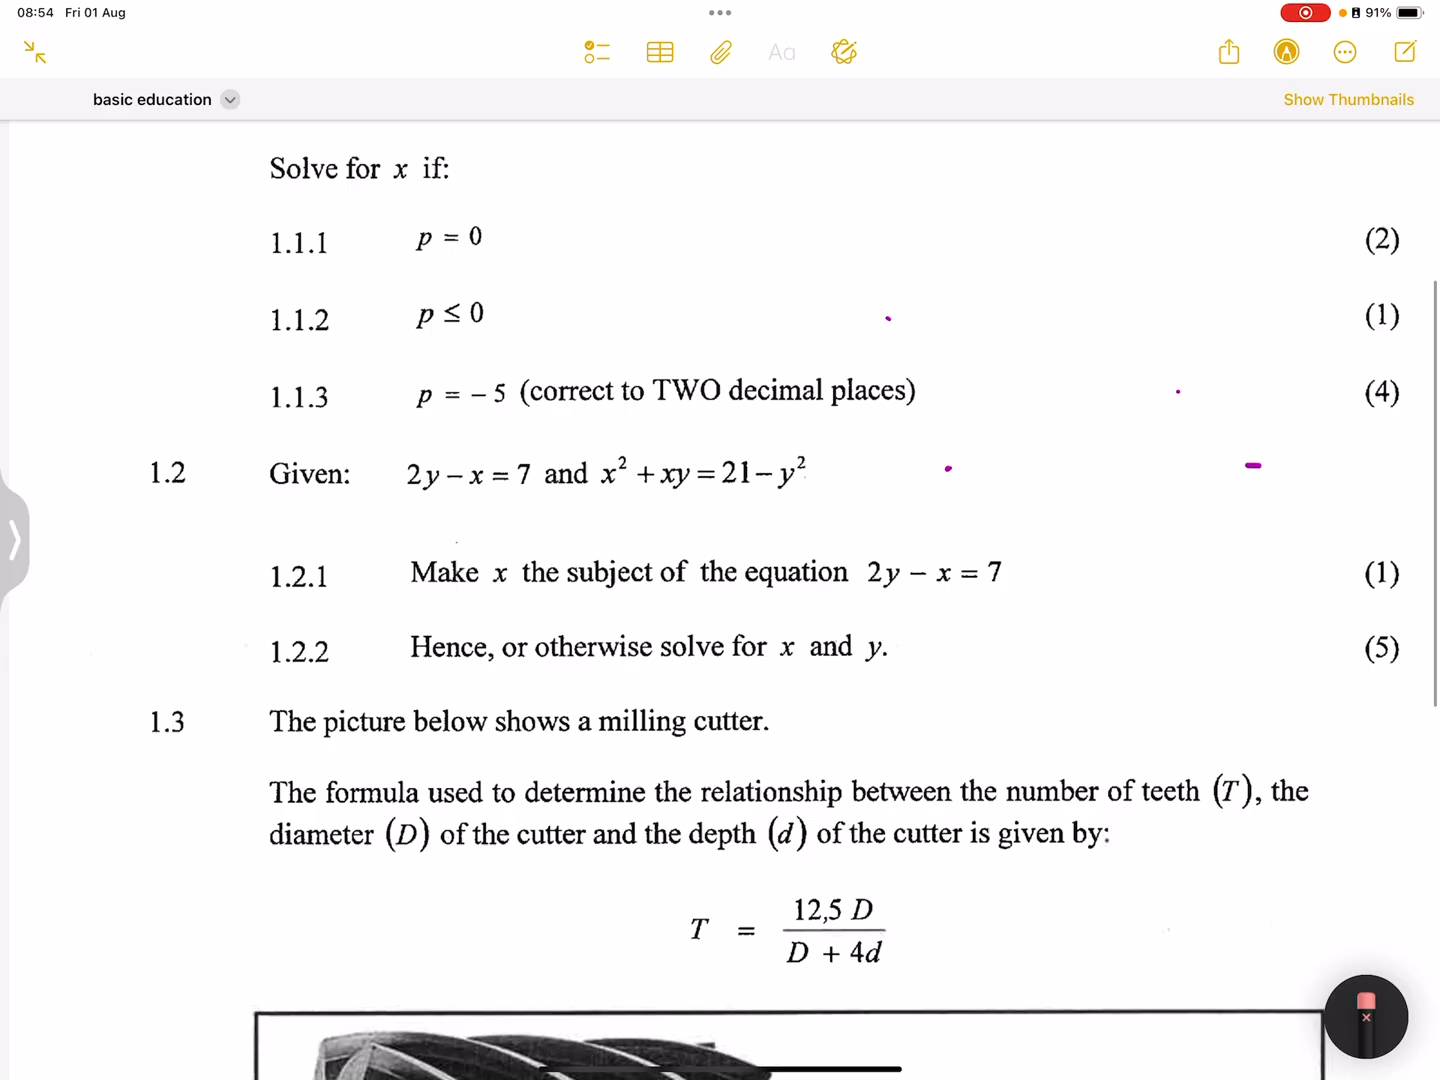 08:54 Fri 01 Aug
91%
Aa
basic education
Show Thumbnails
Solve for x if:
1.1.1 p = 0 (2)
1.1.2 p ≤ 0 (1)
1.1.3 p = – 5 (correct to TWO decimal places) (4)
1.2 Given: 2y – x = 7 and x² + xy = 21 – y²
1.2.1 Make x the subject of the equation 2y – x = 7 (1)
1.2.2 Hence, or otherwise solve for x and y. (5)
1.3 The picture below shows a milling cutter.
The formula used to determine the relationship between the number of teeth (T), the
diameter (D) of the cutter and the depth (d) of the cutter is given by:
T = 12,5 D / D + 4d